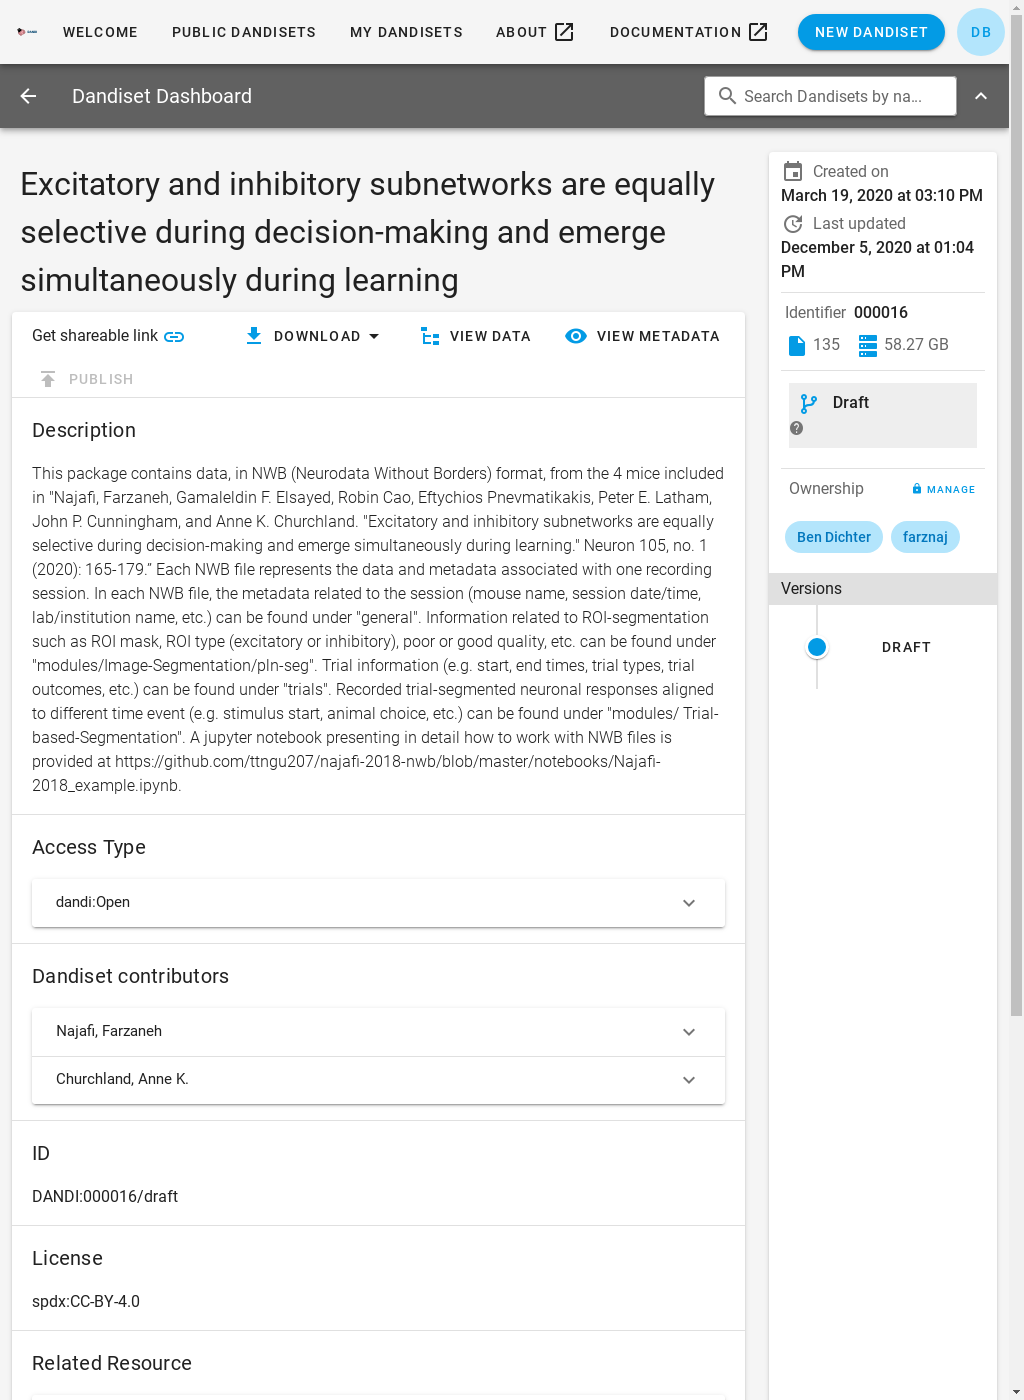 WELCOME PUBLIC DANDISETS MY DANDISETS ABOUT DOCUMENTATION NEW DANDISET DB
Dandiset Dashboard Search Dandisets by na...
Excitatory and inhibitory subnetworks are equally
selective during decision-making and emerge
simultaneously during learning
Get shareable link DOWNLOAD VIEW DATA VIEW METADATA
PUBLISH
Description
This package contains data, in NWB (Neurodata Without Borders) format, from the 4 mice included
in "Najafi, Farzaneh, Gamaleldin F. Elsayed, Robin Cao, Eftychios Pnevmatikakis, Peter E. Latham,
John P. Cunningham, and Anne K. Churchland. "Excitatory and inhibitory subnetworks are equally
selective during decision-making and emerge simultaneously during learning." Neuron 105, no. 1
(2020): 165-179.” Each NWB file represents the data and metadata associated with one recording
session. In each NWB file, the metadata related to the session (mouse name, session date/time,
lab/institution name, etc.) can be found under "general". Information related to ROI-segmentation
such as ROI mask, ROI type (excitatory or inhibitory), poor or good quality, etc. can be found under
"modules/Image-Segmentation/pln-seg". Trial information (e.g. start, end times, trial types, trial
outcomes, etc.) can be found under "trials". Recorded trial-segmented neuronal responses aligned
to different time event (e.g. stimulus start, animal choice, etc.) can be found under "modules/ Trial-
based-Segmentation". A jupyter notebook presenting in detail how to work with NWB files is
provided at https://github.com/ttngu207/najafi-2018-nwb/blob/master/notebooks/Najafi-
2018_example.ipynb.
Access Type
dandi:Open
Dandiset contributors
Najafi, Farzaneh
Churchland, Anne K.
ID
DANDI:000016/draft
License
spdx:CC-BY-4.0
Related Resource
Created on
March 19, 2020 at 03:10 PM
Last updated
December 5, 2020 at 01:04
PM
Identifier 000016
135 58.27 GB
Draft
Ownership MANAGE
Ben Dichter farznaj
Versions
DRAFT